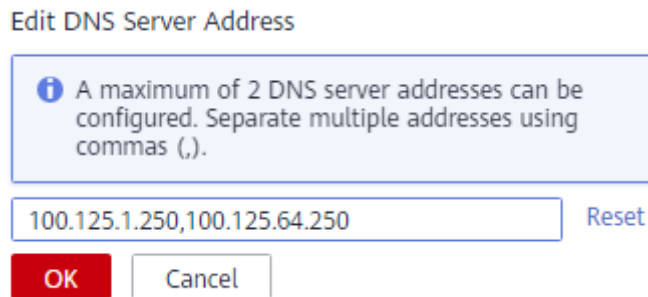 Edit DNS Server Address
A maximum of 2 DNS server addresses can be
configured. Separate multiple addresses using
commas (,).
100.125.1.250,100.125.64.250 Reset
OK Cancel